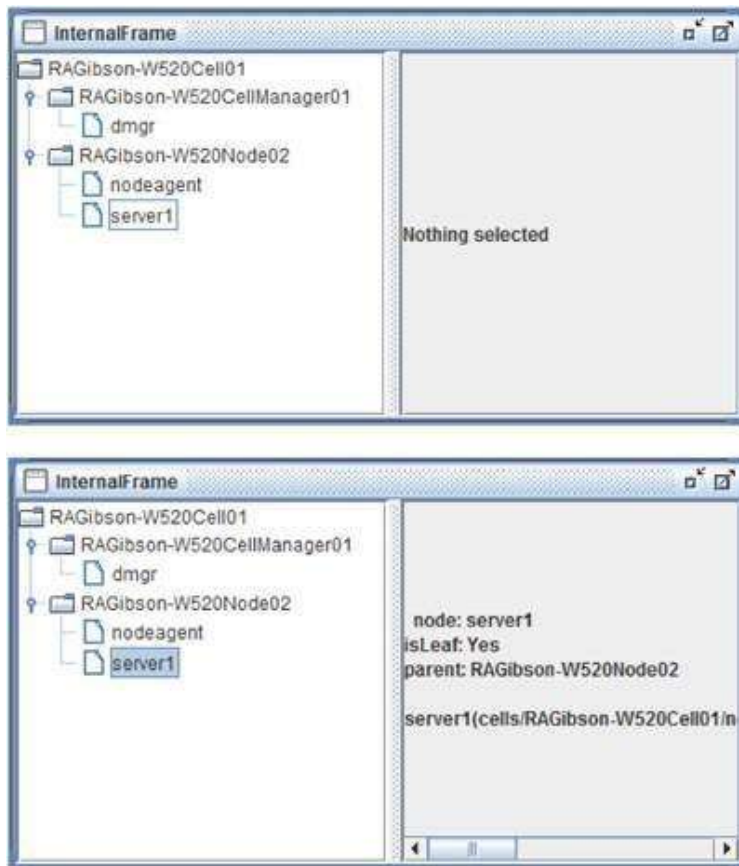 InternalFrame
RAGibson-W520Cell01
RAGibson-W520CellManager01
dmgr
RAGibson-W520Node02
nodeagent
server1
Nothing selected
InternalFrame
RAGibson-W520Cell01
RAGibson-W520CellManager01
dmgr
RAGibson-W520Node02
nodeagent
server1
node: server1
isLeaf: Yes
parent: RAGibson-W520Node02
server1(cells/RAGibson-W520Cell01/n